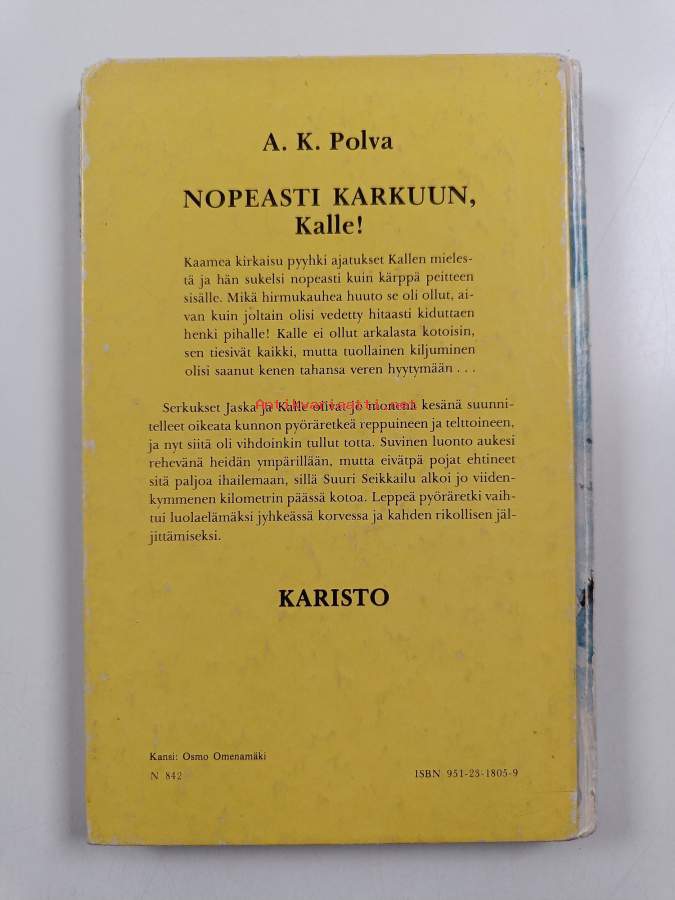 A. K. Polva
NOPEASTI KARKUUN,
Kalle!
Kaamea kirkaisu pyyhki ajatukset Kallen mieles-
tä ja hän sukelsi nopeasti kuin kärppä peitteen
sisälle. Mikä hirmukauhea huuto se oli ollut, ai-
van kuin joltain olisi vedetty hitaasti kiduttaen
henki pihalle! Kalle ei ollut arkalasta kotoisin,
sen tiesivät kaikki, mutta tuollainen kiljuminen
olisi saanut kenen tahansa veren hyytymään . . .
Antikvariaatti.net
Serkukset Jaska ja Kalle olivat jo monena kesänä suunni-
telleet oikeata kunnon pyöräretkeä reppuineen ja telttoineen,
ja nyt siitä oli vihdoinkin tullut totta. Suvinen luonto aukesi
rehevänä heidän ympärillään, mutta eivätpä pojat ehtineet
sitä paljoa ihailemaan, sillä Suuri Seikkailu alkoi jo viiden-
kymmenen kilometrin päässä kotoa. Leppeä pyöräretki vaih-
tui luolaelämäksi jyhkeässä korvessa ja kahden rikollisen jäl-
jittämiseksi.
KARISTO
Kansi: Osmo Omenamäki
N 842
ISBN 951-23-1805-9